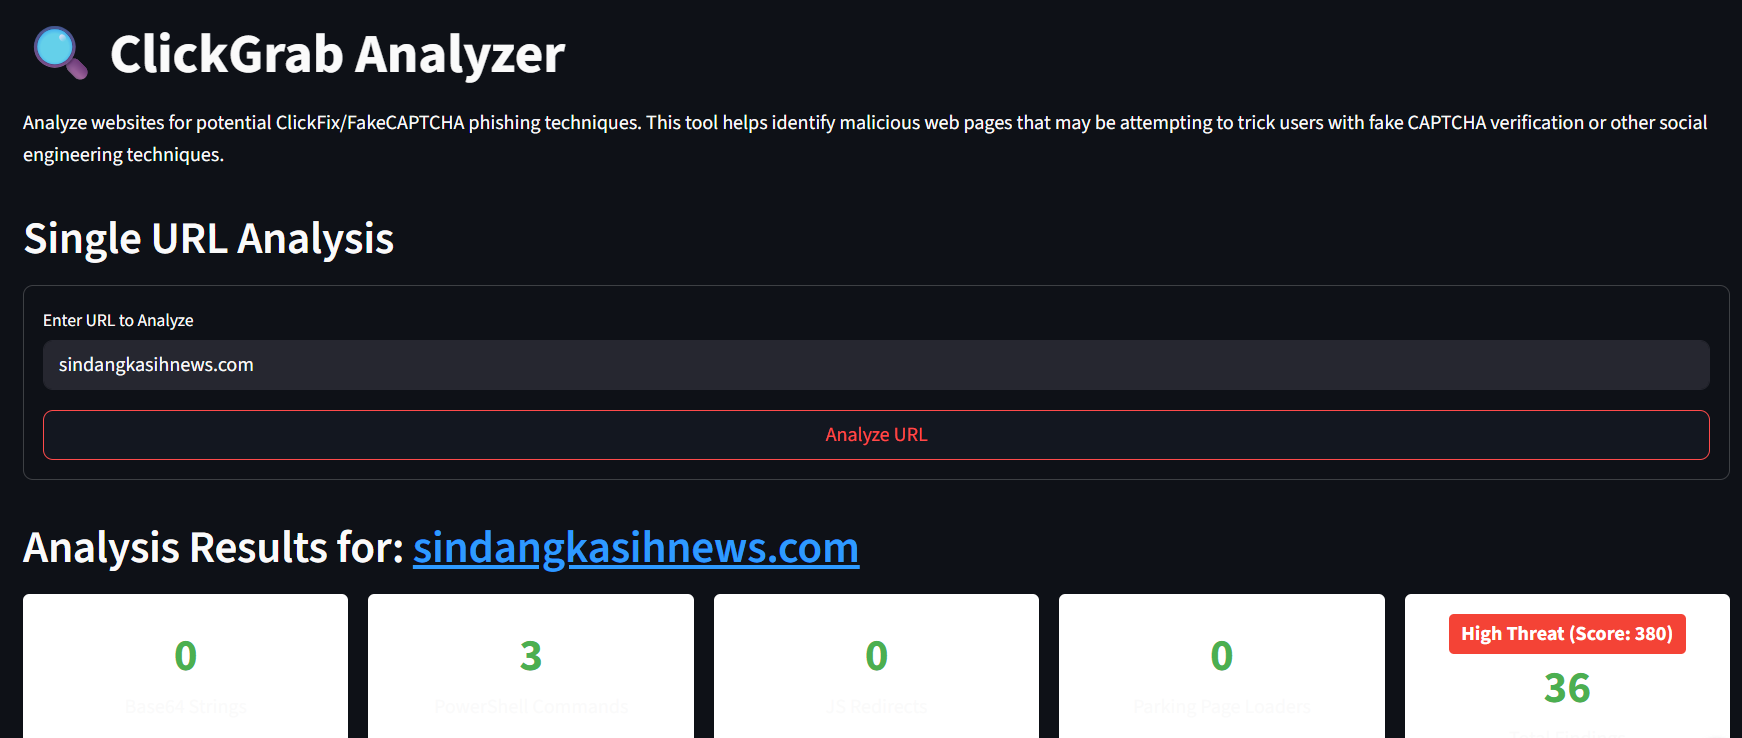 ClickGrab Analyzer
Analyze websites for potential ClickFix/FakeCAPTCHA phishing techniques. This tool helps identify malicious web pages that may be attempting to trick users with fake CAPTCHA verification or other social
engineering techniques.
Single URL Analysis
Enter URL to Analyze
sindangkasihnews.com
Analyze URL
Analysis Results for: sindangkasihnews.com
0
Base64 Strings
3
PowerShell Commands
0
JS Redirects
0
Parking Page Loaders
High Threat (Score: 380)
36